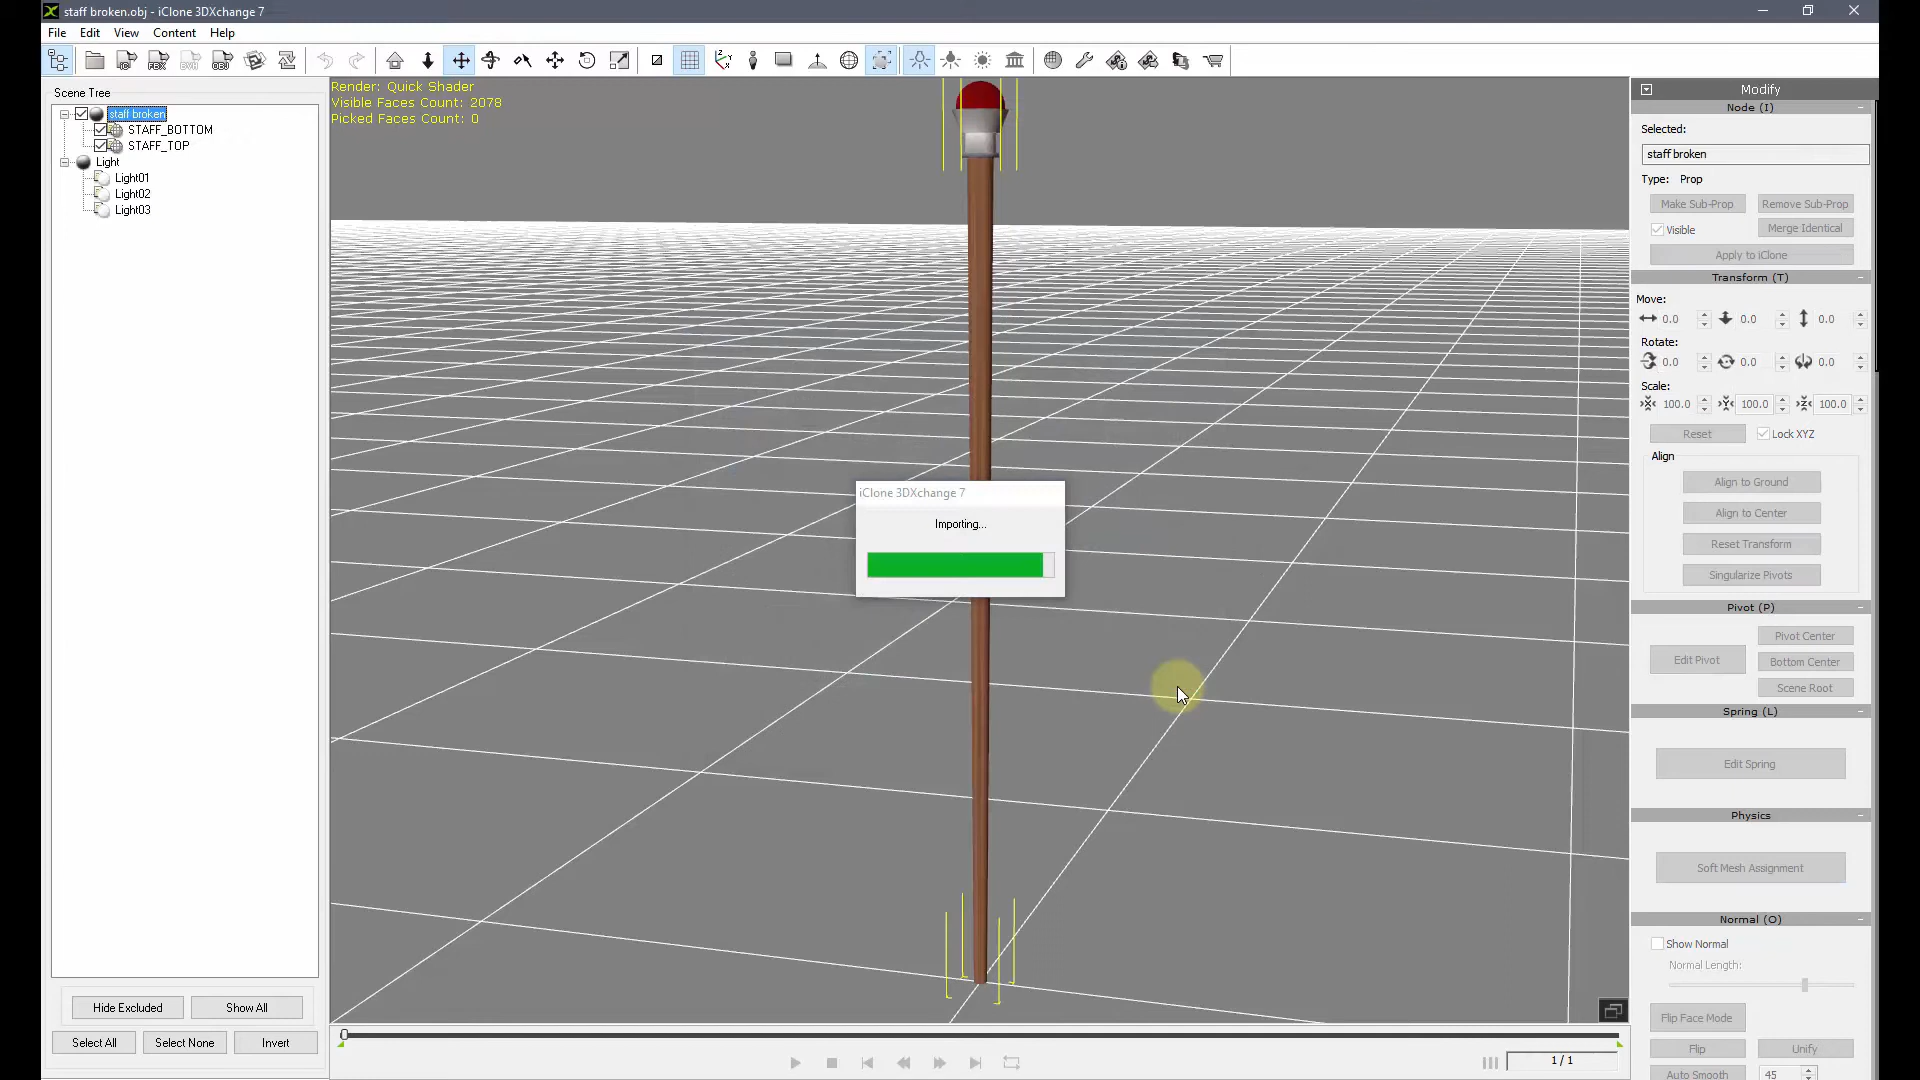 staff broken.obj - iClone 3DXchange 7
File Edit View Content Help
Scene Tree
staff broken
STAFF_BOTTOM
STAFF_TOP
Light
Light01
Light02
Light03
Hide Excluded Show All
Select All Select None Invert
Render: Quick Shader
Visible Faces Count: 2078
Picked Faces Count: 0
iClone 3DXchange 7
Importing...
1 / 1
Modify
Node (I)
Selected:
staff broken
Type: Prop
Make Sub-Prop Remove Sub-Prop
Visible Merge Identical
Apply to iClone
Transform (T)
Move:
0.0 0.0 0.0
Rotate:
0.0 0.0 0.0
Scale:
100.0 100.0 100.0
Reset Lock XYZ
Align
Align to Ground
Align to Center
Reset Transform
Singularize Pivots
Pivot (P)
Pivot Center
Edit Pivot Bottom Center
Scene Root
Spring (L)
Edit Spring
Physics
Soft Mesh Assignment
Normal (O)
Show Normal
Normal Length:
Flip Face Mode
Flip Unify
Auto Smooth 45